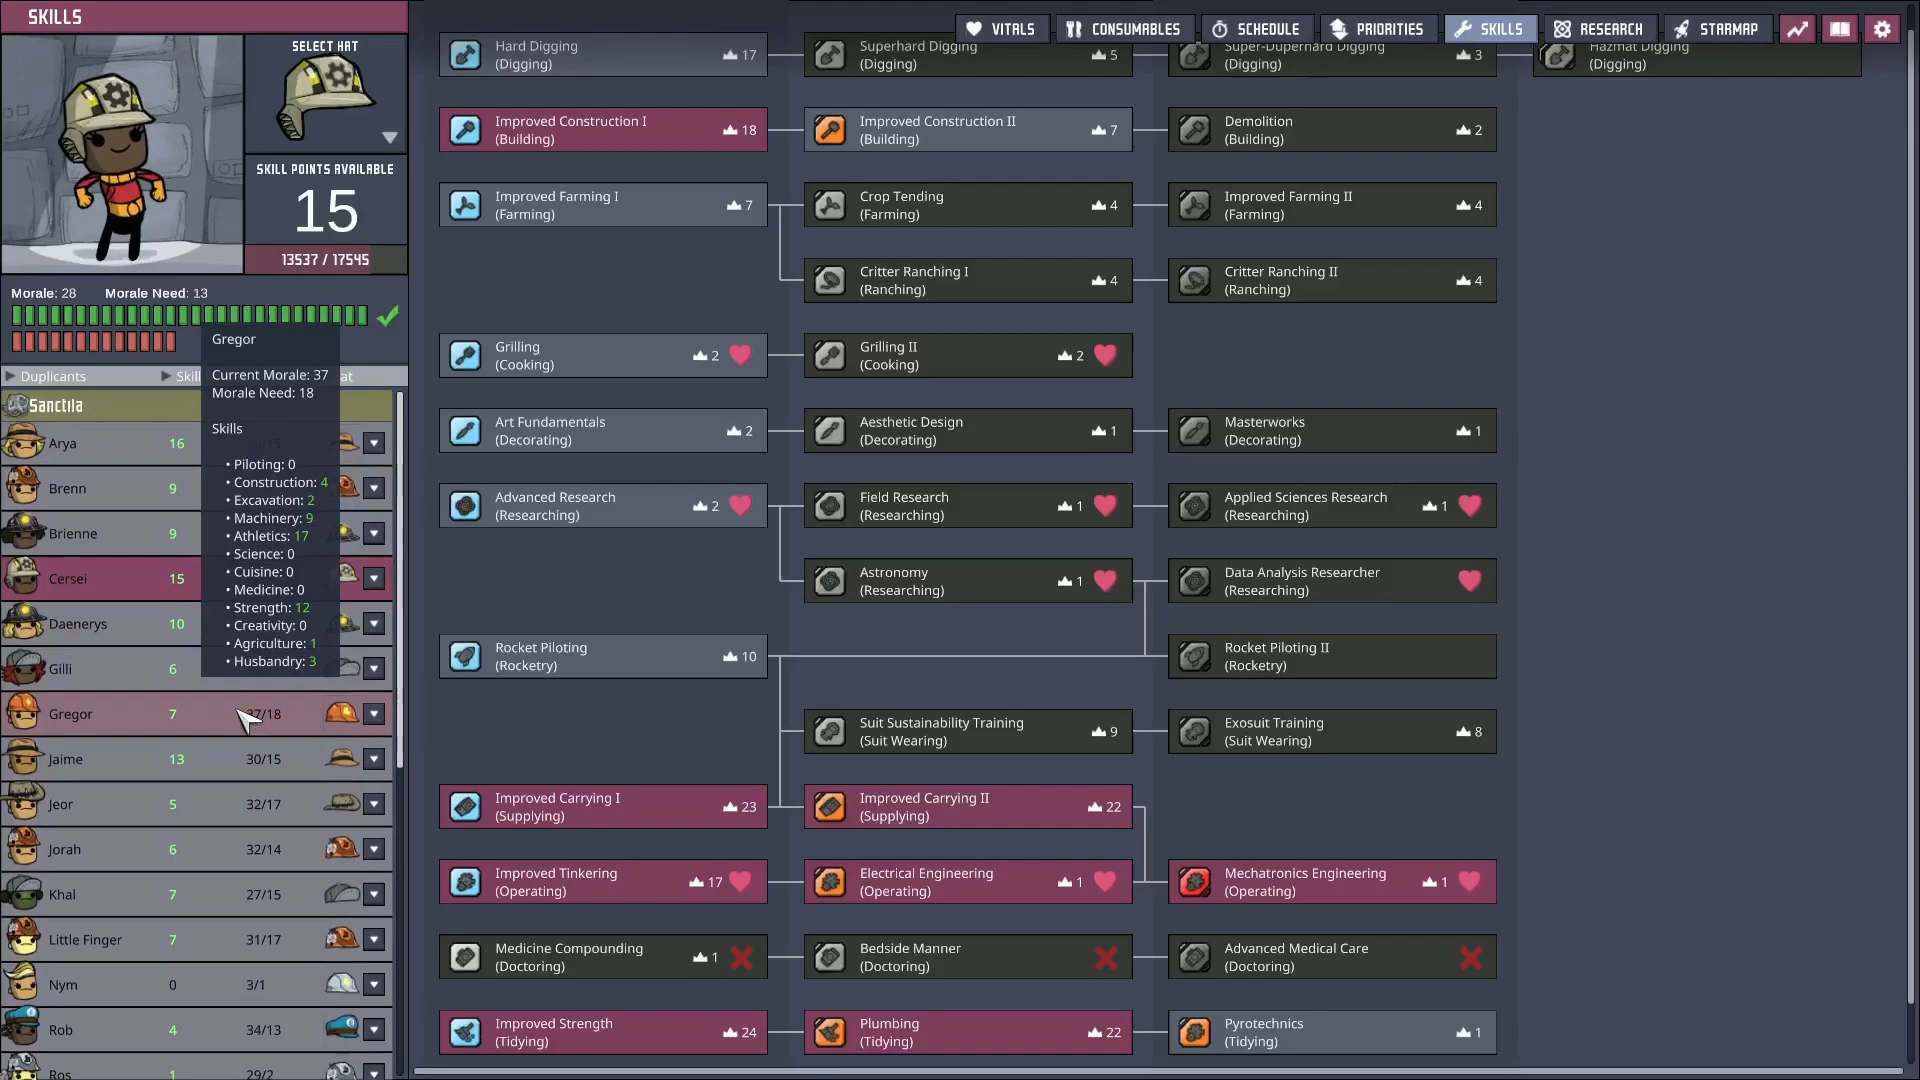 SKILLS
VITALS
CONSUMABLES
SCHEDULE
PRIORITIES
SKILLS
RESEARCH
STARMAP
SELECT HAT
SKILL POINTS AVAILABLE
15
13537 / 17545
Morale: 28 Morale Need: 13
Duplicants Skil at
Sanctila
Arya 16
Brenn 9
Brienne 9
Cersei 15
Daenerys 10
Gilli 6
Gregor 7 37/18
Jaime 13 30/15
Jeor 5 32/17
Jorah 6 32/14
Khal 7 27/15
Little Finger 7 31/17
Nym 0 3/1
Rob 4 34/13
Ros 1 29/2
Gregor
Current Morale: 37
Morale Need: 18
Skills
• Piloting: 0
• Construction: 4
• Excavation: 2
• Machinery: 9
• Athletics: 17
• Science: 0
• Cuisine: 0
• Medicine: 0
• Strength: 12
• Creativity: 0
• Agriculture: 1
• Husbandry: 3
Hard Digging
(Digging)
17
Superhard Digging
(Digging)
5
Super-Duperhard Digging
(Digging)
3
Hazmat Digging
(Digging)
Improved Construction I
(Building)
18
Improved Construction II
(Building)
7
Demolition
(Building)
2
Improved Farming I
(Farming)
7
Crop Tending
(Farming)
4
Improved Farming II
(Farming)
4
Critter Ranching I
(Ranching)
4
Critter Ranching II
(Ranching)
4
Grilling
(Cooking)
2
Grilling II
(Cooking)
2
Art Fundamentals
(Decorating)
2
Aesthetic Design
(Decorating)
1
Masterworks
(Decorating)
1
Advanced Research
(Researching)
2
Field Research
(Researching)
1
Applied Sciences Research
(Researching)
1
Astronomy
(Researching)
1
Data Analysis Researcher
(Researching)
Rocket Piloting
(Rocketry)
10
Rocket Piloting II
(Rocketry)
Suit Sustainability Training
(Suit Wearing)
9
Exosuit Training
(Suit Wearing)
8
Improved Carrying I
(Supplying)
23
Improved Carrying II
(Supplying)
22
Improved Tinkering
(Operating)
17
Electrical Engineering
(Operating)
1
Mechatronics Engineering
(Operating)
1
Medicine Compounding
(Doctoring)
1
Bedside Manner
(Doctoring)
Advanced Medical Care
(Doctoring)
Improved Strength
(Tidying)
24
Plumbing
(Tidying)
22
Pyrotechnics
(Tidying)
1